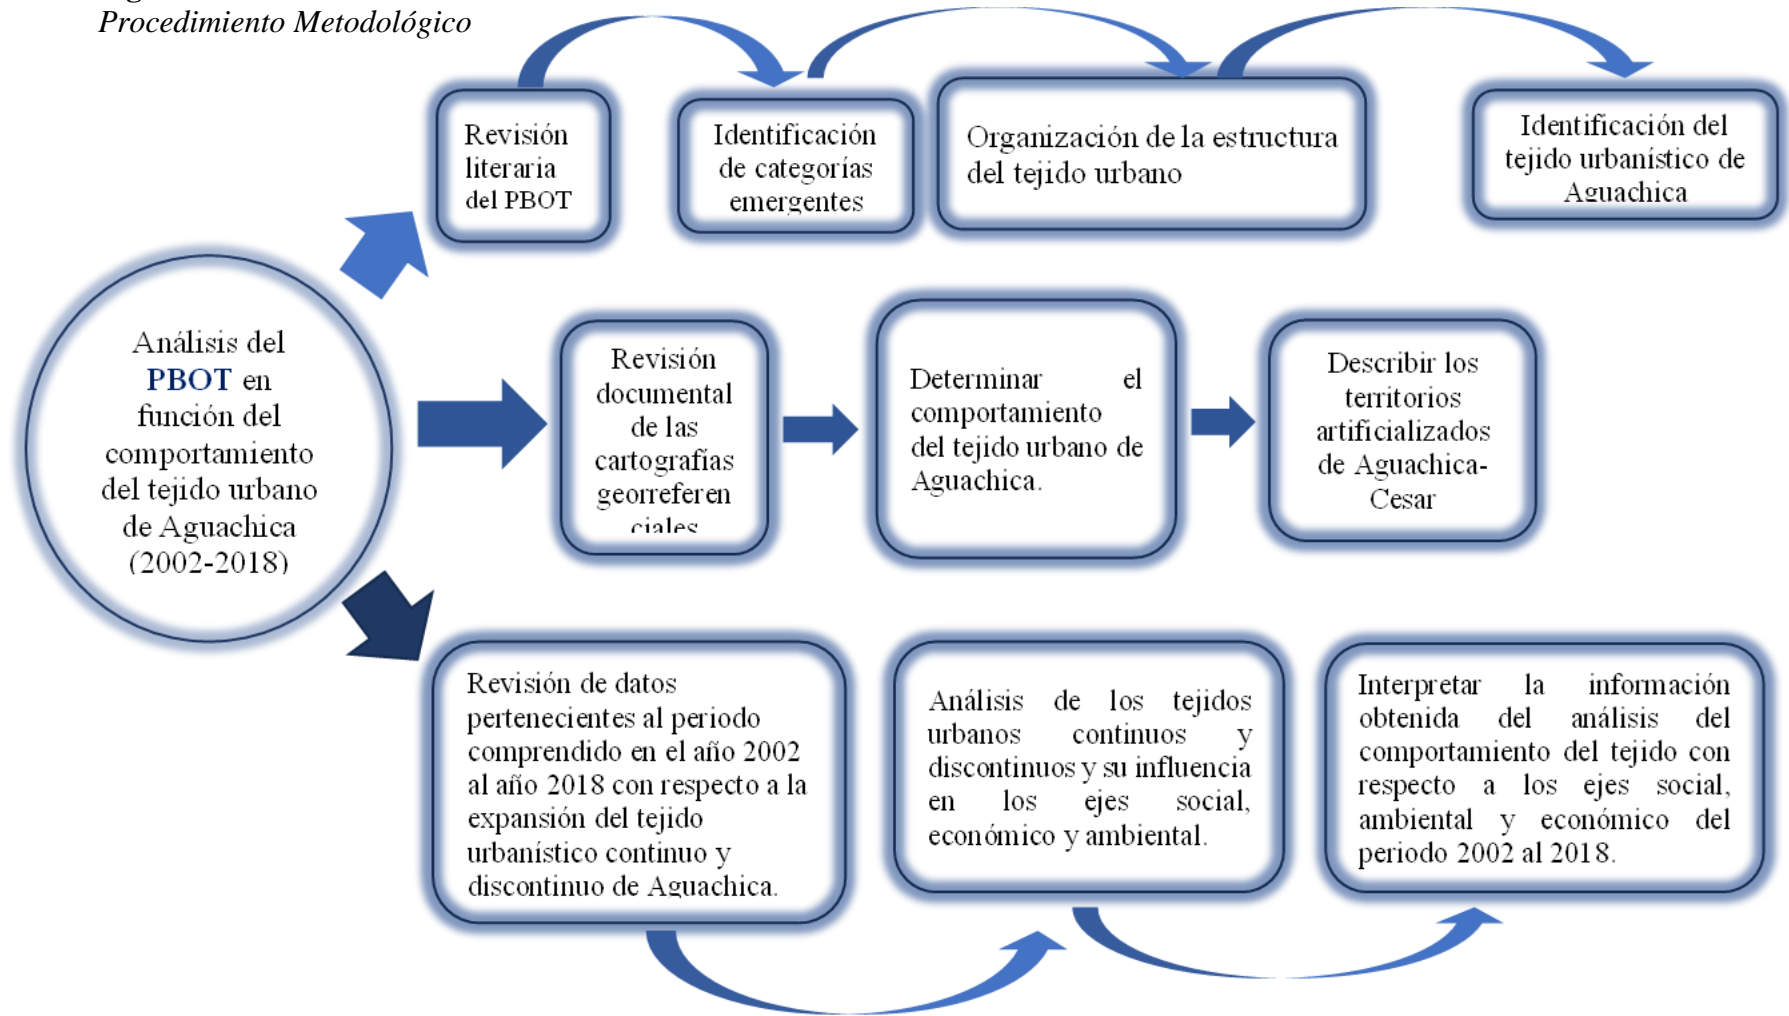 Procedimiento Metodológico
Revisión
literaria
del PBOT
Identificación
de categorías
emergentes
Organización de la estructura
del tejido urbano
Identificación del
tejido urbanístico de
Aguachica
Análisis del
PBOT en
función del
comportamiento
del tejido urbano
de Aguachica
(2002-2018)
Revisión
documental
de las
cartografías
georreferen
ciales
Determinar el
comportamiento
del tejido urbano de
Aguachica.
Describir los
territorios
artificializados
de Aguachica-
Cesar
Revisión de datos
pertenecientes al periodo
comprendido en el año 2002
al año 2018 con respecto a la
expansión del tejido
urbanístico continuo y
discontinuo de Aguachica.
Análisis de los tejidos
urbanos continuos y
discontinuos y su influencia
en los ejes social,
económico y ambiental.
Interpretar la información
obtenida del análisis del
comportamiento del tejido con
respecto a los ejes social,
ambiental y económico del
periodo 2002 al 2018.